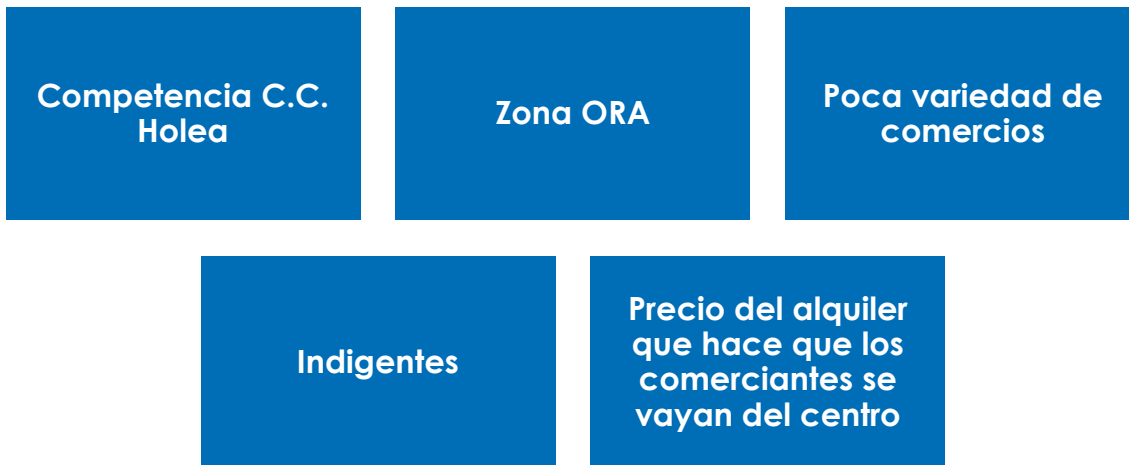 Competencia C.C.
Holea
Zona ORA
Poca variedad de
comercios
Indigentes
Precio del alquiler
que hace que los
comerciantes se
vayan del centro